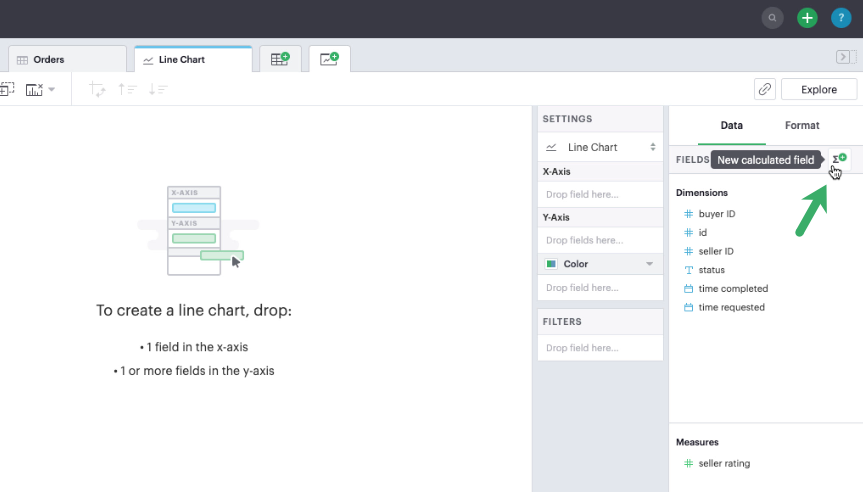 ?
Orders
Line Chart
Explore
SETTINGS
Line Chart
X-Axis
Drop field here...
Y-Axis
Drop fields here...
Color
Drop field here...
FILTERS
Drop field here...
Data
Format
FIELDS
New calculated field
Σ
Dimensions
buyer ID
id
seller ID
status
time completed
time requested
Measures
seller rating
X-AXIS
Y-AXIS
To create a line chart, drop:
• 1 field in the x-axis
• 1 or more fields in the y-axis